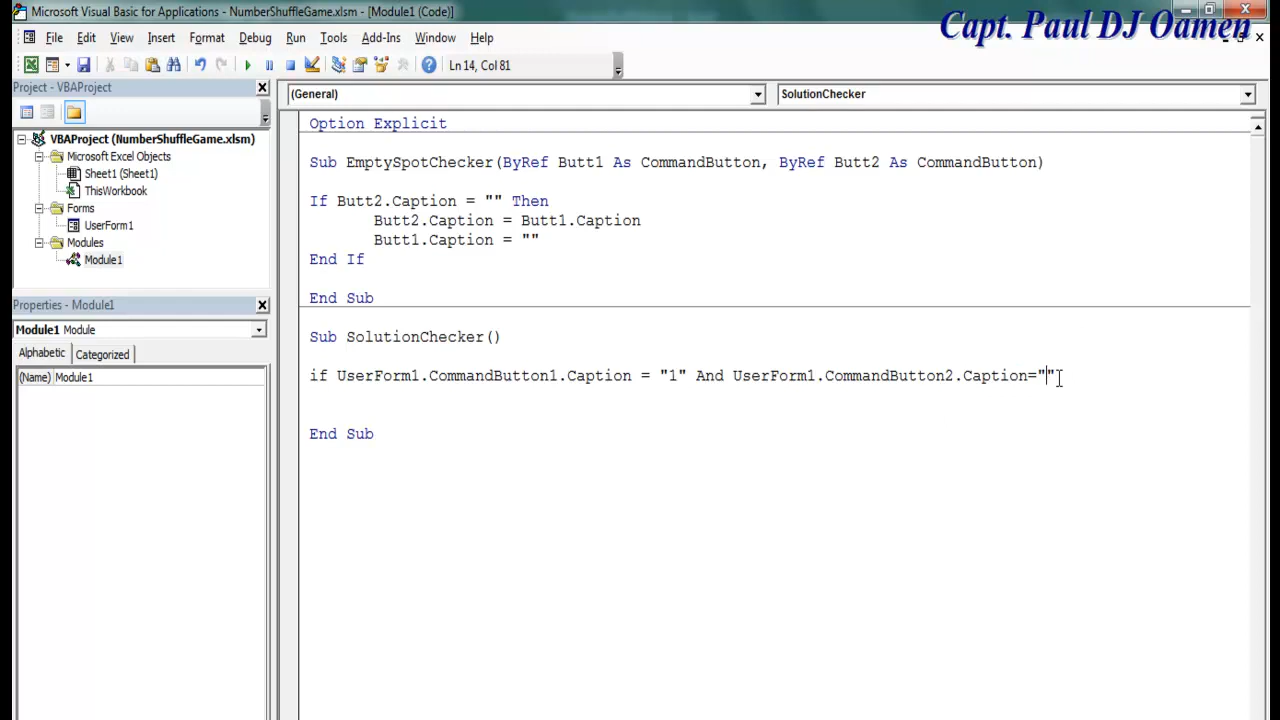 Microsoft Visual Basic for Applications - NumberShuffleGame.xlsm - [Module1 (Code)]
Capt. Paul DJ Oamen
File Edit View Insert Format Debug Run Tools Add-Ins Window Help
Ln 14, Col 81
Project - VBAProject
(General)
SolutionChecker
VBAProject (NumberShuffleGame.xlsm)
Microsoft Excel Objects
Sheet1 (Sheet1)
ThisWorkbook
Forms
UserForm1
Modules
Module1
Properties - Module1
Module1 Module
Alphabetic Categorized
(Name) Module1
Option Explicit
Sub EmptySpotChecker(ByRef Butt1 As CommandButton, ByRef Butt2 As CommandButton)
If Butt2.Caption = "" Then
Butt2.Caption = Butt1.Caption
Butt1.Caption = ""
End If
End Sub
Sub SolutionChecker()
if UserForm1.CommandButton1.Caption = "1" And UserForm1.CommandButton2.Caption=""
End Sub